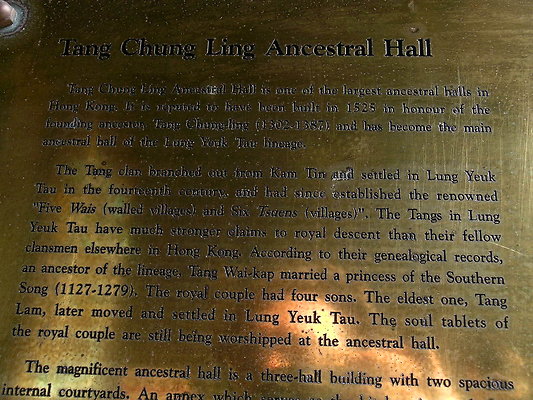 Tang Chung Ling Ancestral Hall
Tang Chung Ling Ancestral Hall is one of the largest ancestral halls in
Hong Kong. It is reputed to have been built in 1525 in honour of the
founding ancestor, Tang Chung-ling (1302-1387) and has become the main
ancestral hall of the Lung Yeuk Tau lineage.
The Tang clan branched out from Kam Tin and settled in Lung Yeuk
Tau in the fourteenth century, and had since established the renowned
"Five Wais (walled villages) and Six Tsuens (villages)". The Tangs in Lung
Yeuk Tau have much stronger claims to royal descent than their fellow
clansmen elsewhere in Hong Kong. According to their genealogical records,
an ancestor of the lineage, Tang Wai-kap married a princess of the Southern
Song (1127-1279). The royal couple had four sons. The eldest one, Tang
Lam, later moved and settled in Lung Yeuk Tau. The soul tablets of
the royal couple are still being worshipped at the ancestral hall.
The magnificent ancestral hall is a three-hall building with two spacious
internal courtyards. An annex which